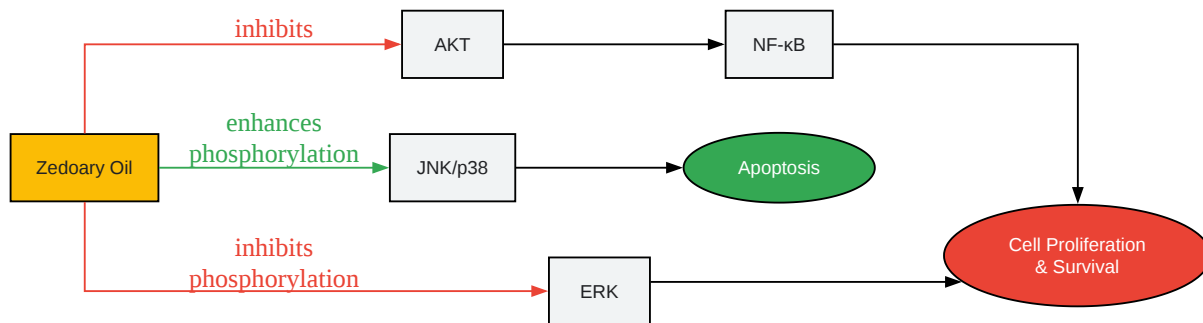 inhibits
AKT
NF-κB
enhances
phosphorylation
Zedoary Oil
JNK/p38
Apoptosis
inhibits
phosphorylation
ERK
Cell Proliferation
& Survival